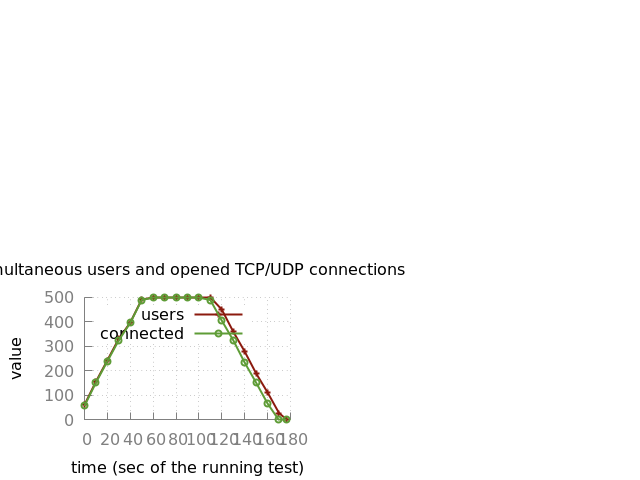 users and opened TCP/UDP connections
500
400
300
200
100
0
users
connected
value
0 20 40 60 80 100 120 140 160 180
time (sec of the running test)